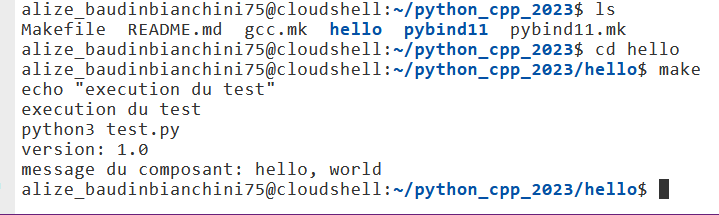 alize_baudinbianchini75@cloudshell:~/python_cpp_2023$ ls
Makefile  README.md  gcc.mk  hello  pybind11  pybind11.mk
alize_baudinbianchini75@cloudshell:~/python_cpp_2023$ cd hello
alize_baudinbianchini75@cloudshell:~/python_cpp_2023/hello$ make
echo "execution du test"
execution du test
python3 test.py
version: 1.0
message du composant: hello, world
alize_baudinbianchini75@cloudshell:~/python_cpp_2023/hello$